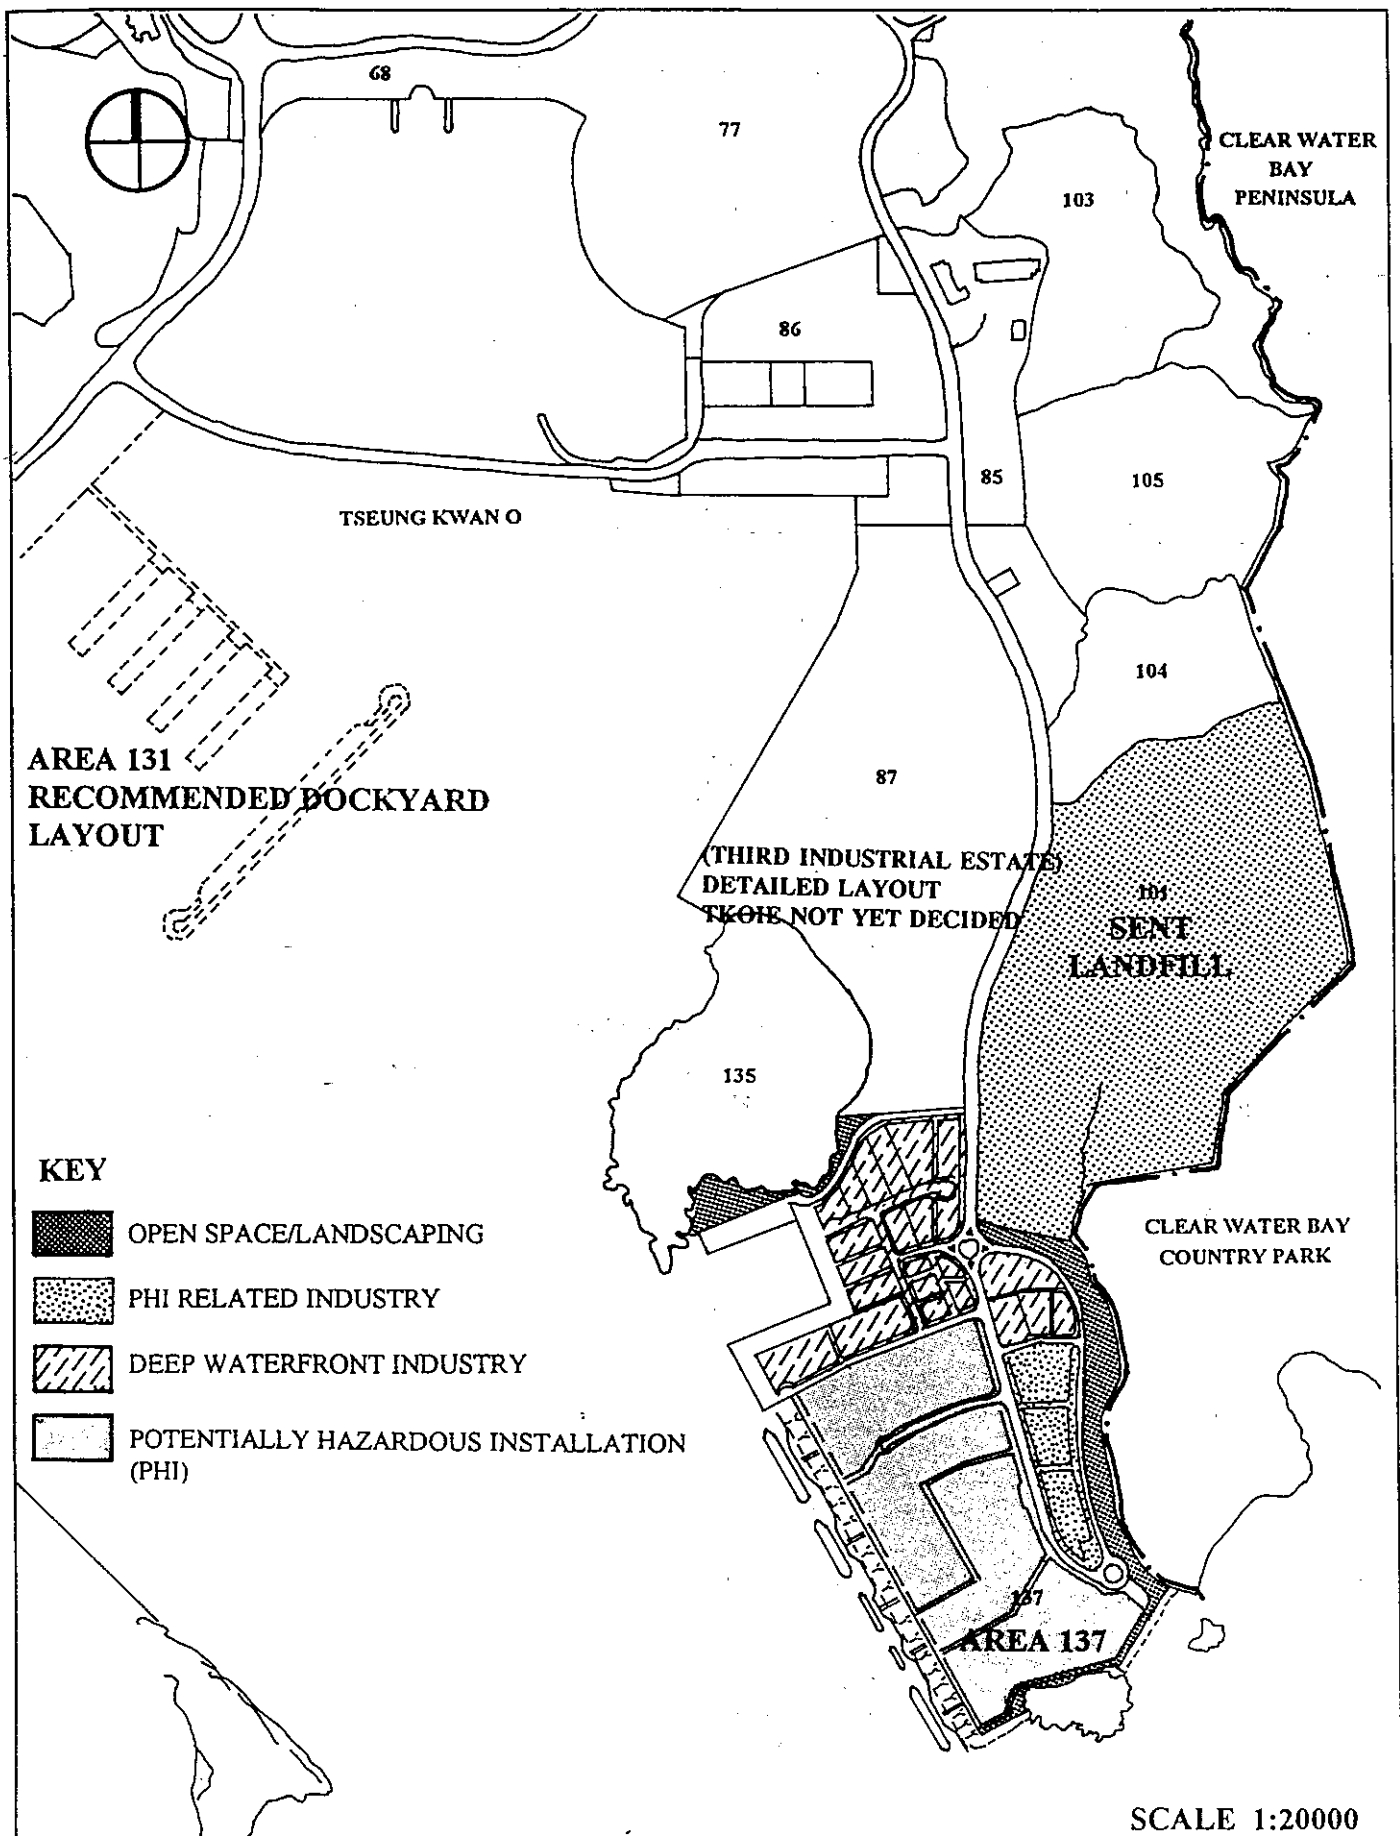 68
77
CLEAR WATER
BAY
PENINSULA
103
86
85
105
TSEUNG KWAN O
104
AREA 131
RECOMMENDED DOCKYARD
LAYOUT
87
(THIRD INDUSTRIAL ESTATE)
DETAILED LAYOUT
TKOIE NOT YET DECIDED
101
SENT
LANDFILL
135
KEY
OPEN SPACE/LANDSCAPING
PHI RELATED INDUSTRY
DEEP WATERFRONT INDUSTRY
POTENTIALLY HAZARDOUS INSTALLATION
(PHI)
CLEAR WATER BAY
COUNTRY PARK
137
AREA 137
SCALE 1:20000